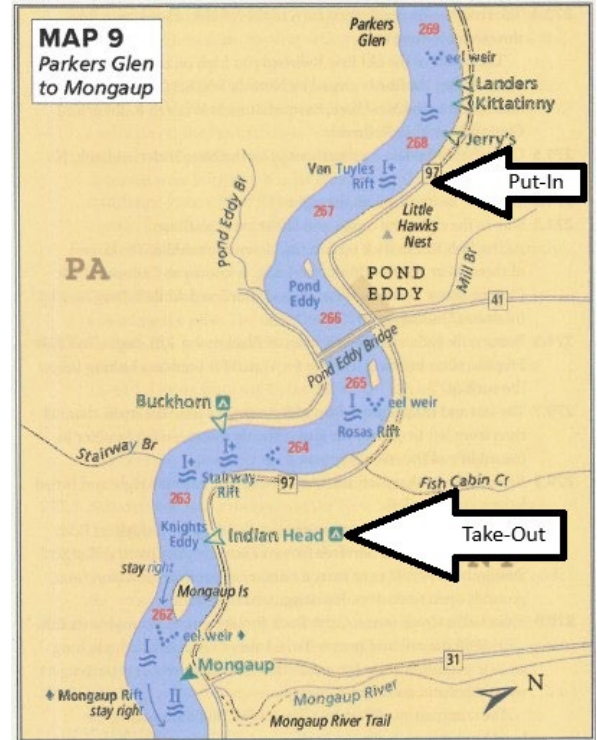 MAP 9
Parkers Glen
to Mongaup
Parkers
Glen
269
eel weir
Landers
Kittatinny
I
268
Jerry's
Van Tuyles
Rift
I+
97
Put-In
267
Little
Hawks
Nest
Pond Eddy Br
Mill Br
PA
Pond
Eddy
POND
EDDY
41
266
Pond Eddy Bridge
265
I
eel weir
Rosas Rift
Buckhorn
Stairway Br
I+
I+
264
Stairway
Rift
97
Fish Cabin Cr
263
Knights
Eddy
Indian Head
Take-Out
stay right
Mongaup Is
262
eel weir
I
Mongaup
31
Mongaup Rift
stay right
II
Mongaup River
Mongaup River Trail
N